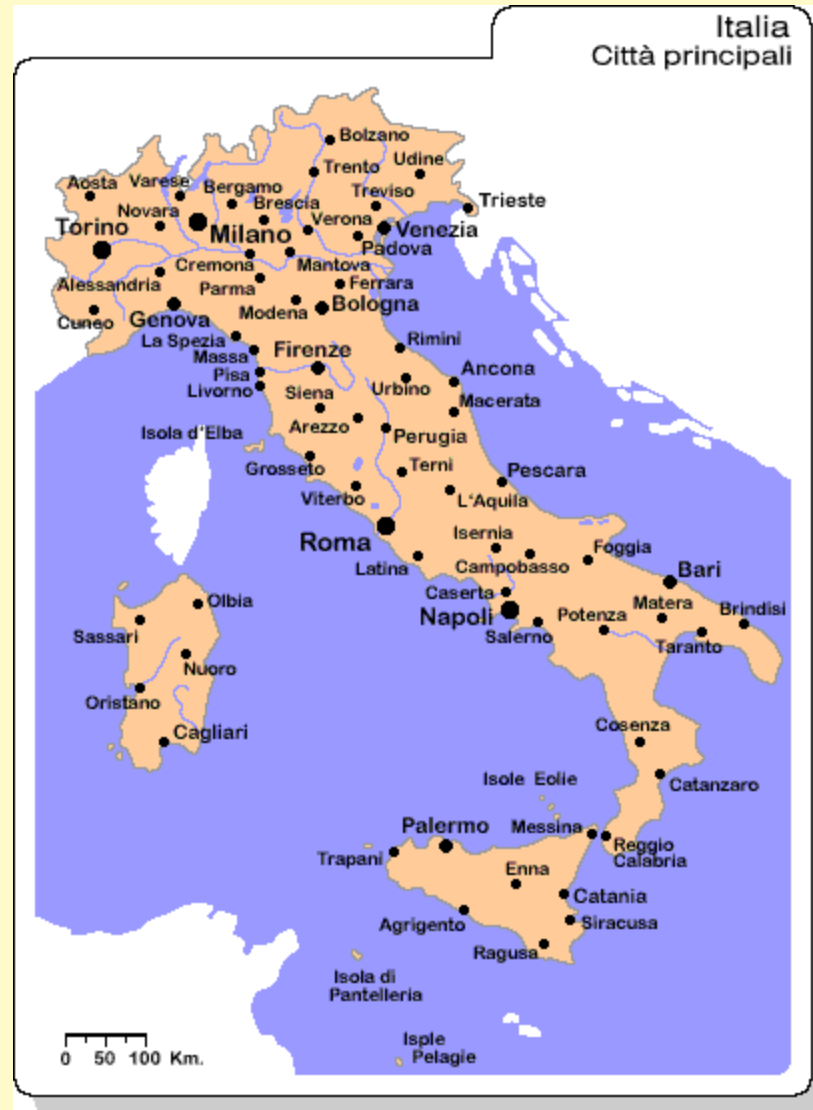 Italia
Città principali
Bolzano
Trento
Udine
Aosta
Varese
Bergamo
Treviso
Trieste
Novara
Brescia
Verona
Venezia
Torino
Milano
Padova
Cremona
Mantova
Alessandria
Parma
Ferrara
Cuneo
Genova
Modena
Bologna
La Spezia
Massa
Firenze
Rimini
Pisa
Livorno
Siena
Urbino
Ancona
Macerata
Isola d'Elba
Arezzo
Perugia
Grosseto
Terni
Pescara
Viterbo
L'Aquila
Roma
Isernia
Latina
Campobasso
Foggia
Bari
Caserta
Napoli
Salerno
Potenza
Matera
Brindisi
Taranto
Olbia
Sassari
Nuoro
Oristano
Cagliari
Cosenza
Catanzaro
Isole Eolie
Palermo
Messina
Reggio
Calabria
Trapani
Enna
Catania
Agrigento
Siracusa
Ragusa
Isola di
Pantelleria
Isple
Pelagie
0 50 100 Km.